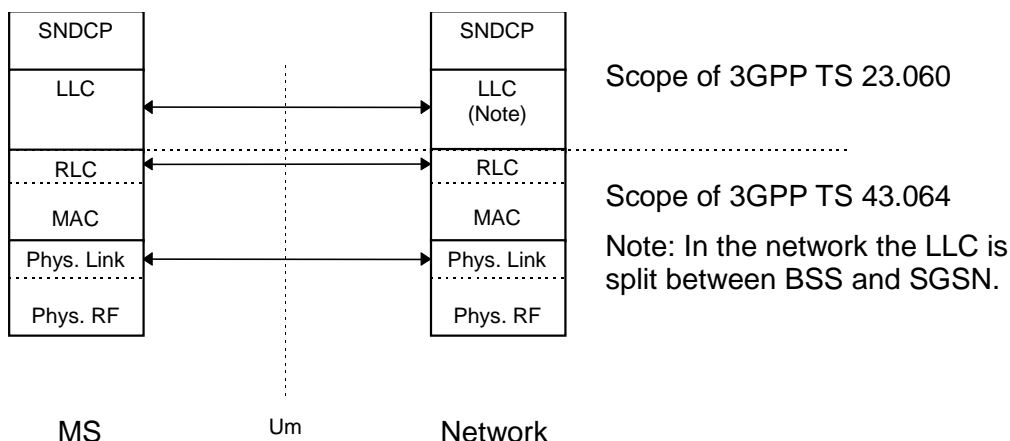 SNDCP
LLC
RLC
MAC
Phys. Link
Phys. RF
MS
Um
SNDCP
LLC
(Note)
RLC
MAC
Phys. Link
Phys. RF
Network
Scope of 3GPP TS 23.060
Scope of 3GPP TS 43.064
Note: In the network the LLC is
split between BSS and SGSN.